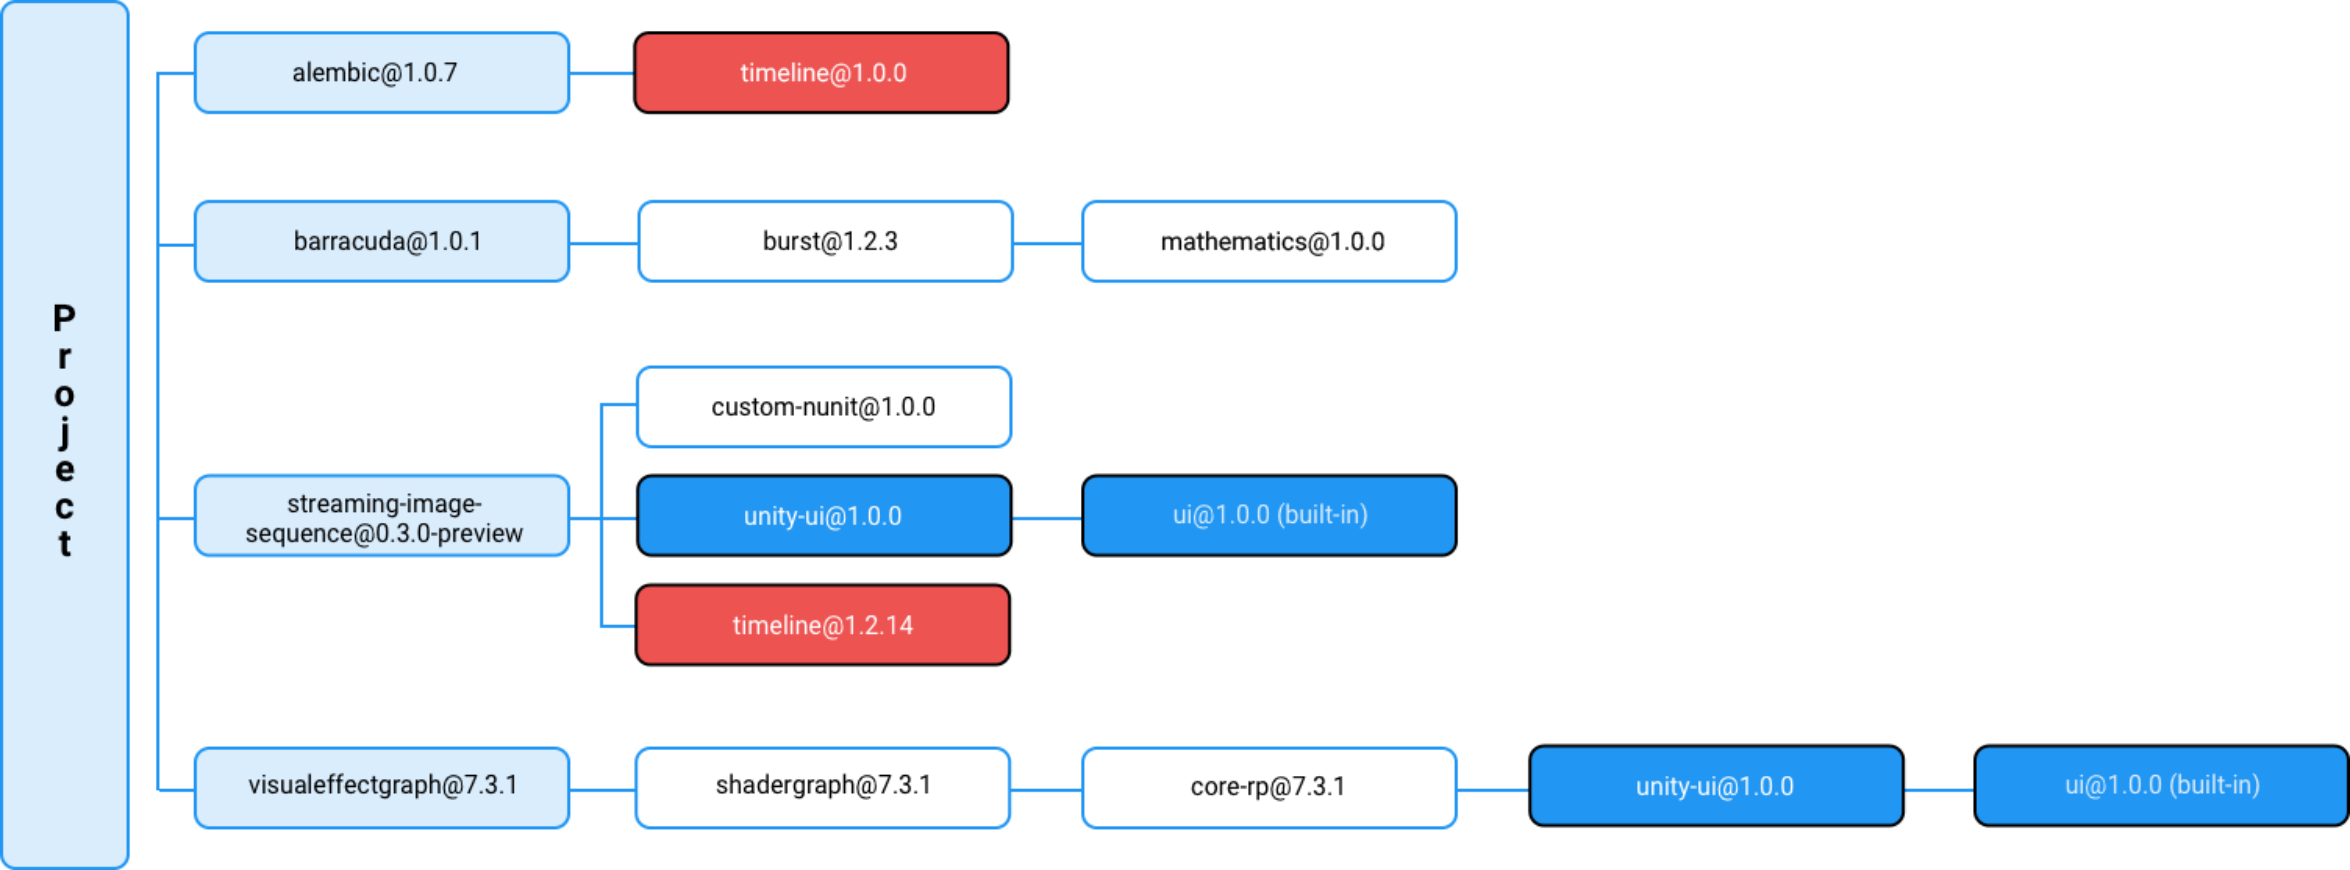 Project
alembic@1.0.7
timeline@1.0.0
barracuda@1.0.1
burst@1.2.3
mathematics@1.0.0
custom-nunit@1.0.0
streaming-image-
sequence@0.3.0-preview
unity-ui@1.0.0
ui@1.0.0 (built-in)
timeline@1.2.14
visualeffectgraph@7.3.1
shadergraph@7.3.1
core-rp@7.3.1
unity-ui@1.0.0
ui@1.0.0 (built-in)